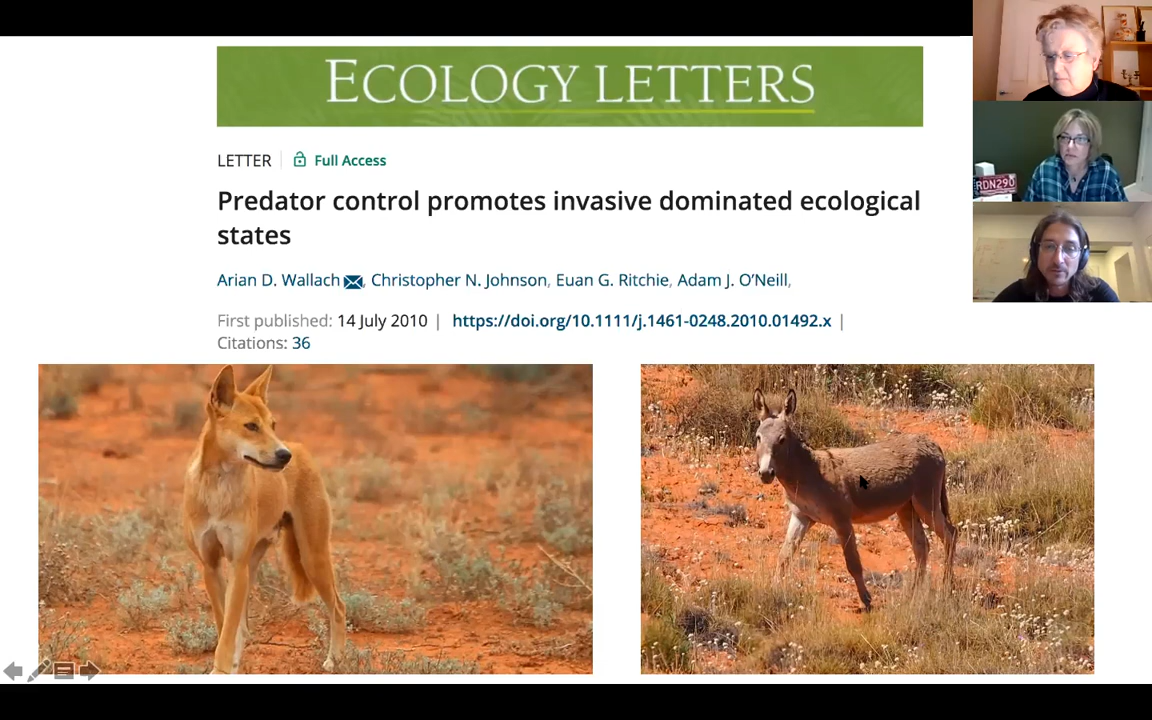 ECOLOGY LETTERS
LETTER Full Access
Predator control promotes invasive dominated ecological
states
Arian D. Wallach, Christopher N. Johnson, Euan G. Ritchie, Adam J. O'Neill,
First published: 14 July 2010 | https://doi.org/10.1111/j.1461-0248.2010.01492.x |
Citations: 36
RDN290